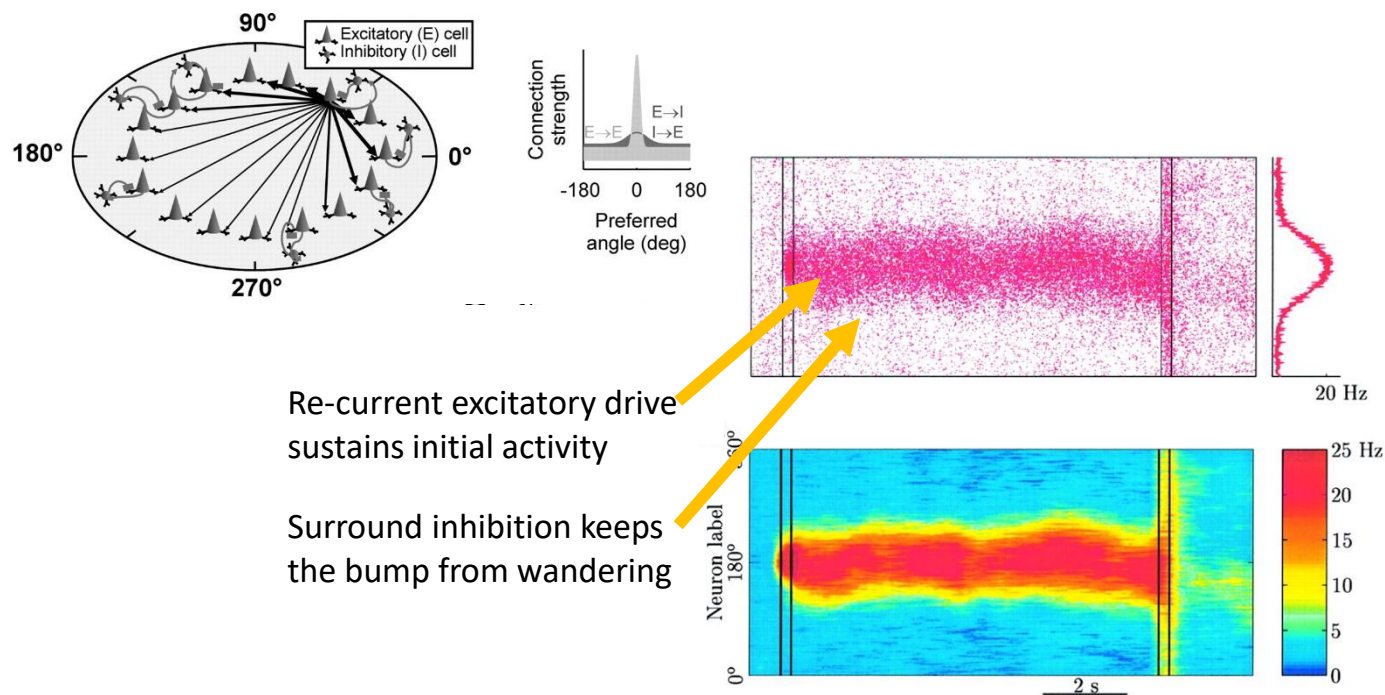 90°
Excitatory (E) cell
Inhibitory (I) cell
180°
0°
270°
Connection
strength
E→E
E→I
I→E
-180 0 180
Preferred
angle (deg)
20 Hz
Re-current excitatory drive
sustains initial activity
Surround inhibition keeps
the bump from wandering
Neuron label
180°
0°
2 s
25 Hz
20
15
10
5
0